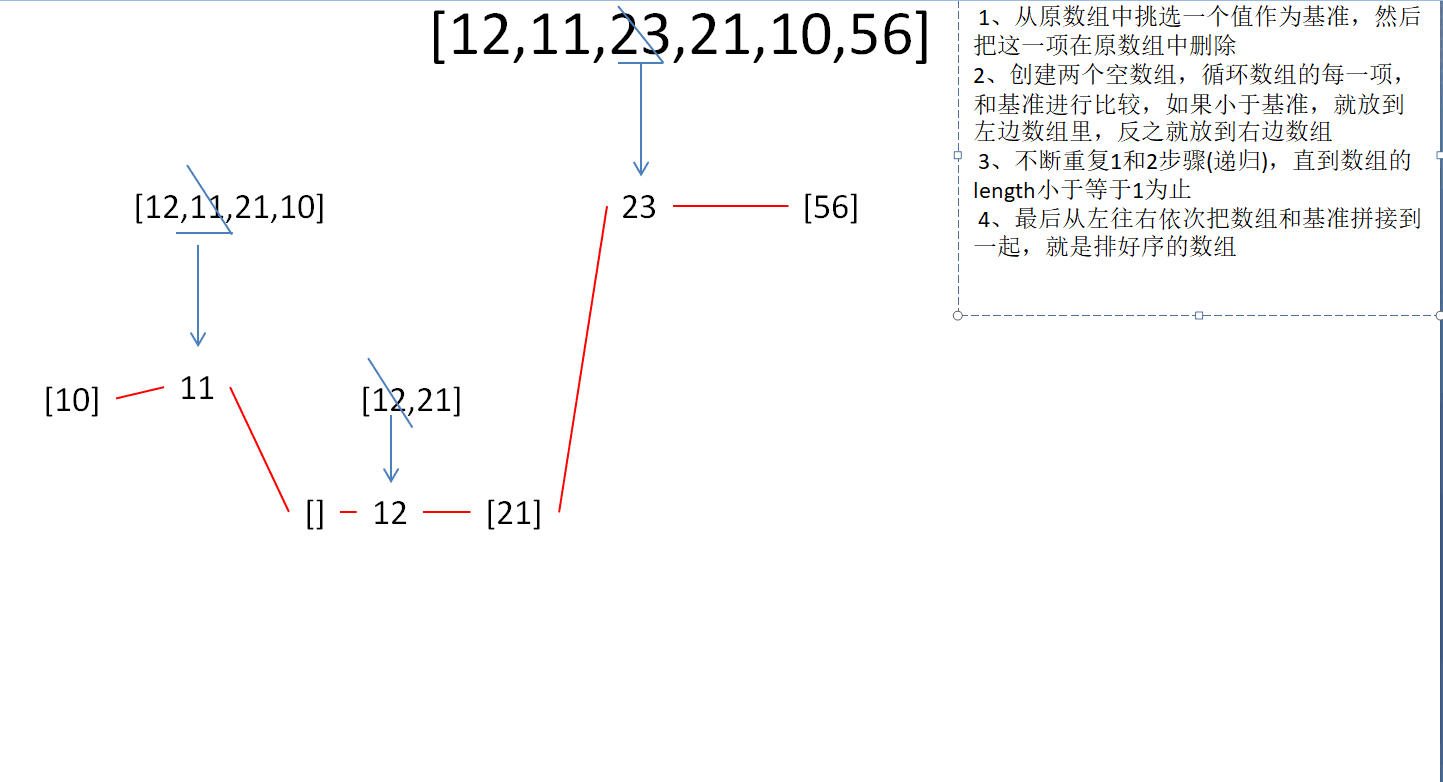 [12,11,23,21,10,56]
1、从原数组中挑选一个值作为基准，然后
把这一项在原数组中删除
2、创建两个空数组，循环数组的每一项，
和基准进行比较，如果小于基准，就放到
左边数组里，反之就放到右边数组
3、不断重复1和2步骤(递归)，直到数组的
length小于等于1为止
4、最后从左往右依次把数组和基准拼接到
一起，就是排好序的数组
[12,11,21,10]
23
[56]
[10]
11
[12,21]
[]
12
[21]